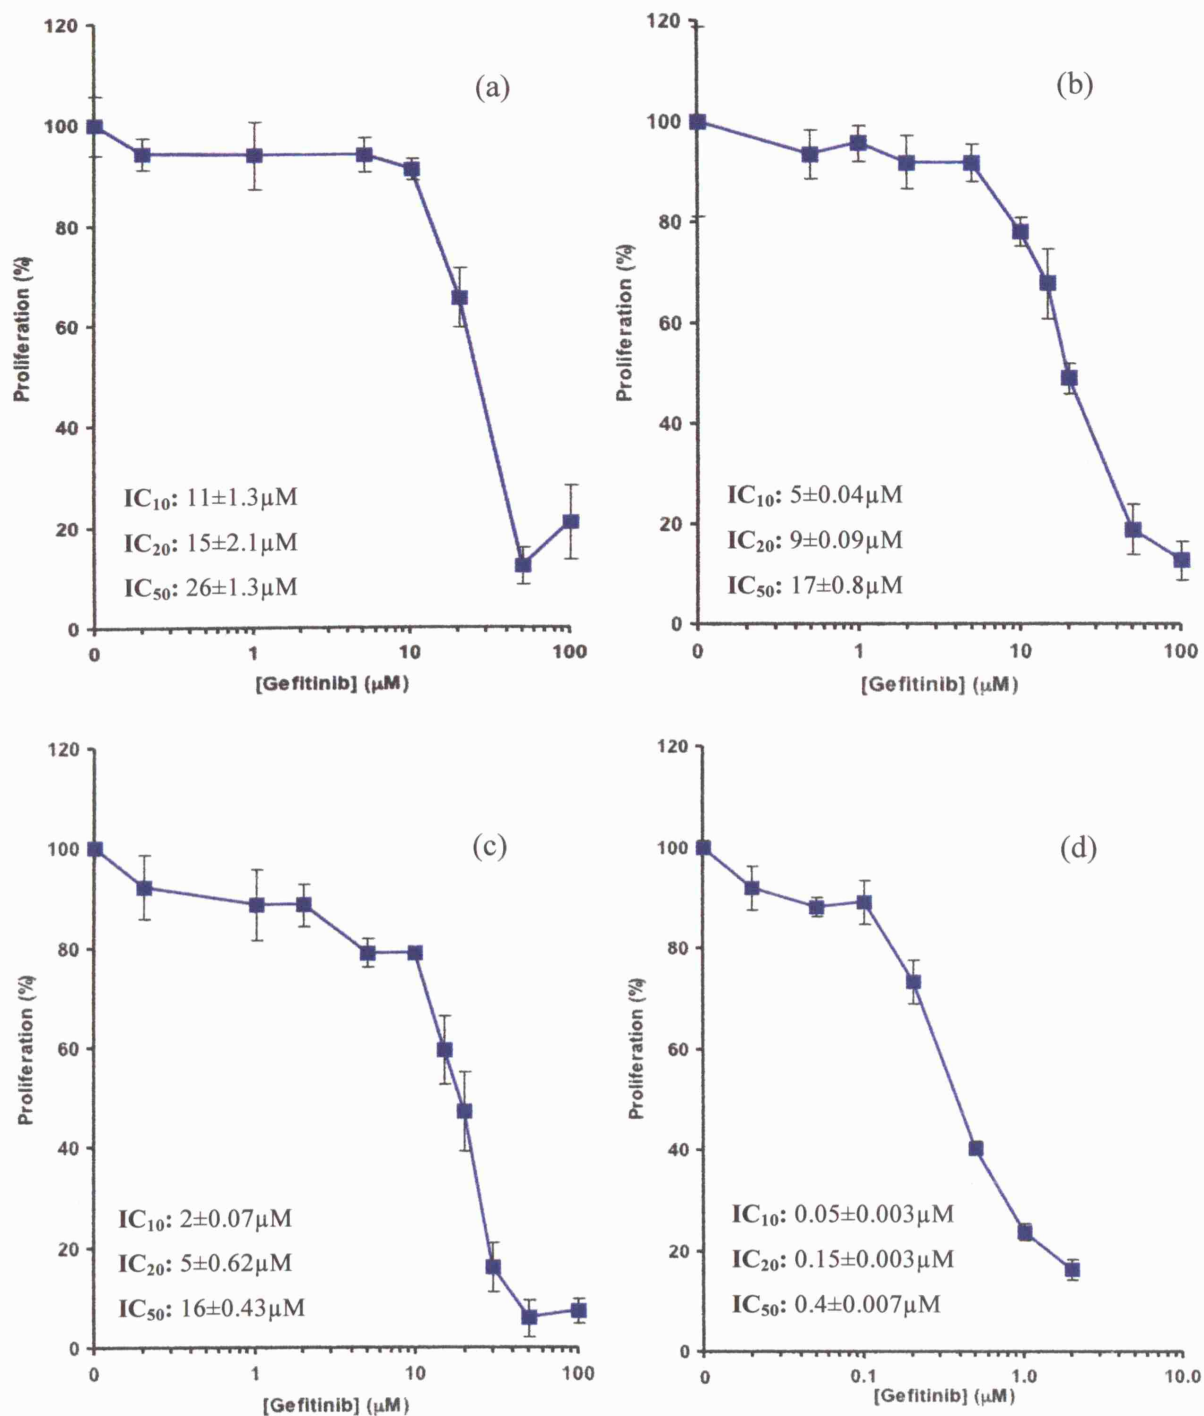 120
100
80
60
40
20
0
Proliferation (%)
(a)
IC10: 11±1.3µM
IC20: 15±2.1µM
IC50: 26±1.3µM
0 1 10 100
[Gefitinib] (µM)
120
100
80
60
40
20
0
Proliferation (%)
(b)
IC10: 5±0.04µM
IC20: 9±0.09µM
IC50: 17±0.8µM
0 1 10 100
[Gefitinib] (µM)
120
100
80
60
40
20
0
Proliferation (%)
(c)
IC10: 2±0.07µM
IC20: 5±0.62µM
IC50: 16±0.43µM
0 1 10 100
[Gefitinib] (µM)
120
100
80
60
40
20
0
Proliferation (%)
(d)
IC10: 0.05±0.003µM
IC20: 0.15±0.003µM
IC50: 0.4±0.007µM
0 0.1 1.0 10.0
[Gefitinib] (µM)